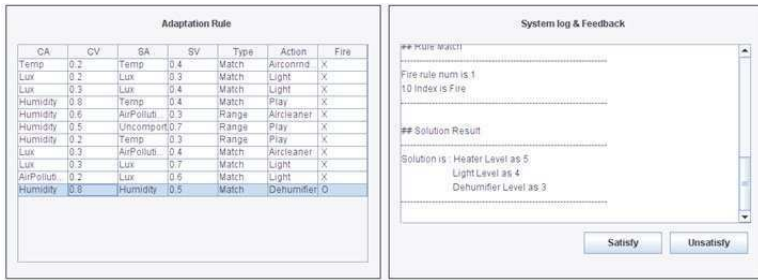 Adaptation Rule
CA CV SA SV Type Action Fire
Temp 0.2 Temp 0.4 Match Airconrnd... X
Lux 0.2 Lux 0.3 Match Light X
Lux 0.3 Lux 0.4 Match Light X
Humidity 0.8 Temp 0.4 Match Play X
Humidity 0.6 AirPolluti... 0.3 Range Aircleaner X
Humidity 0.5 Uncomport 0.7 Range Play X
Humidity 0.2 Temp 0.3 Range Play X
Lux 0.3 AirPolluti... 0.4 Match Aircleaner X
Lux 0.3 Lux 0.7 Match Light X
AirPolluti... 0.2 Lux 0.6 Match Light X
Humidity 0.8 Humidity 0.5 Match Dehumifier O
System log & Feedback
## Rule Match
Fire rule num is 1
10 Index is Fire
## Solution Result
Solution is : Heater Level as 5
Light Level as 4
Dehumifier Level as 3
Satisfy Unsatisfy